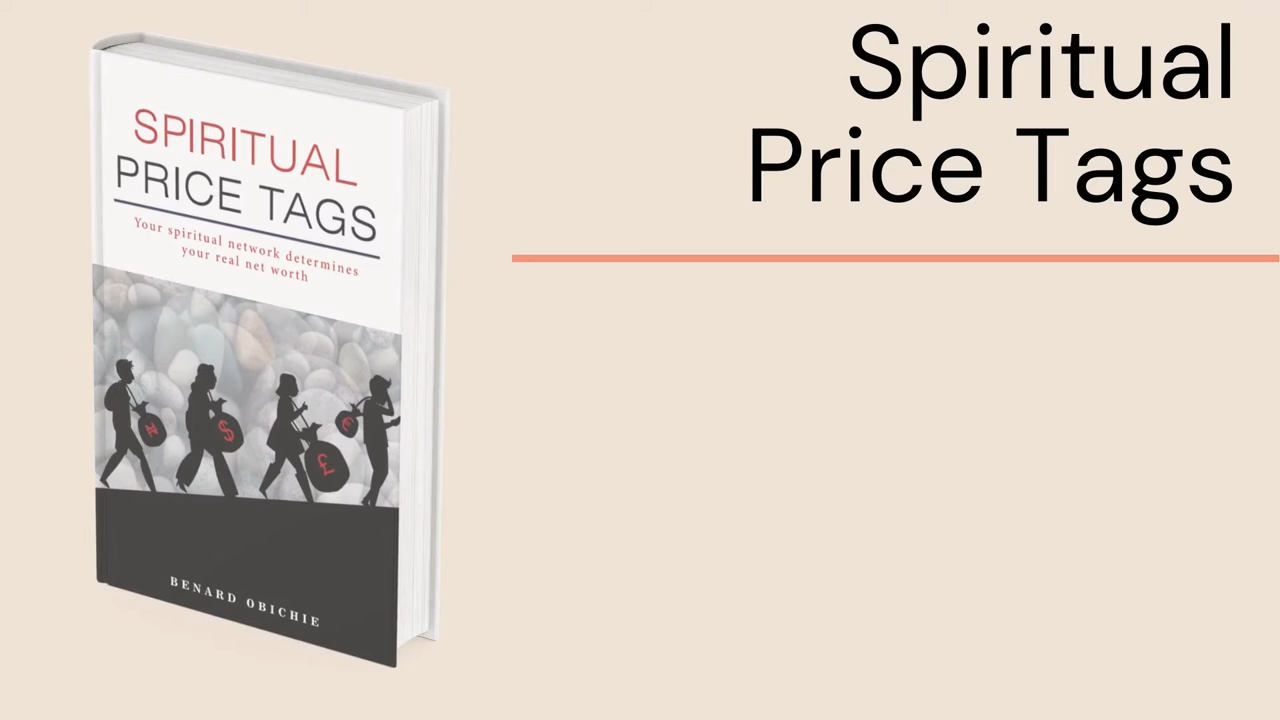 SPIRITUAL
PRICE TAGS
Your spiritual network determines
your real net worth
₦
$
£
€
BENARD OBICHIE
Spiritual
Price Tags